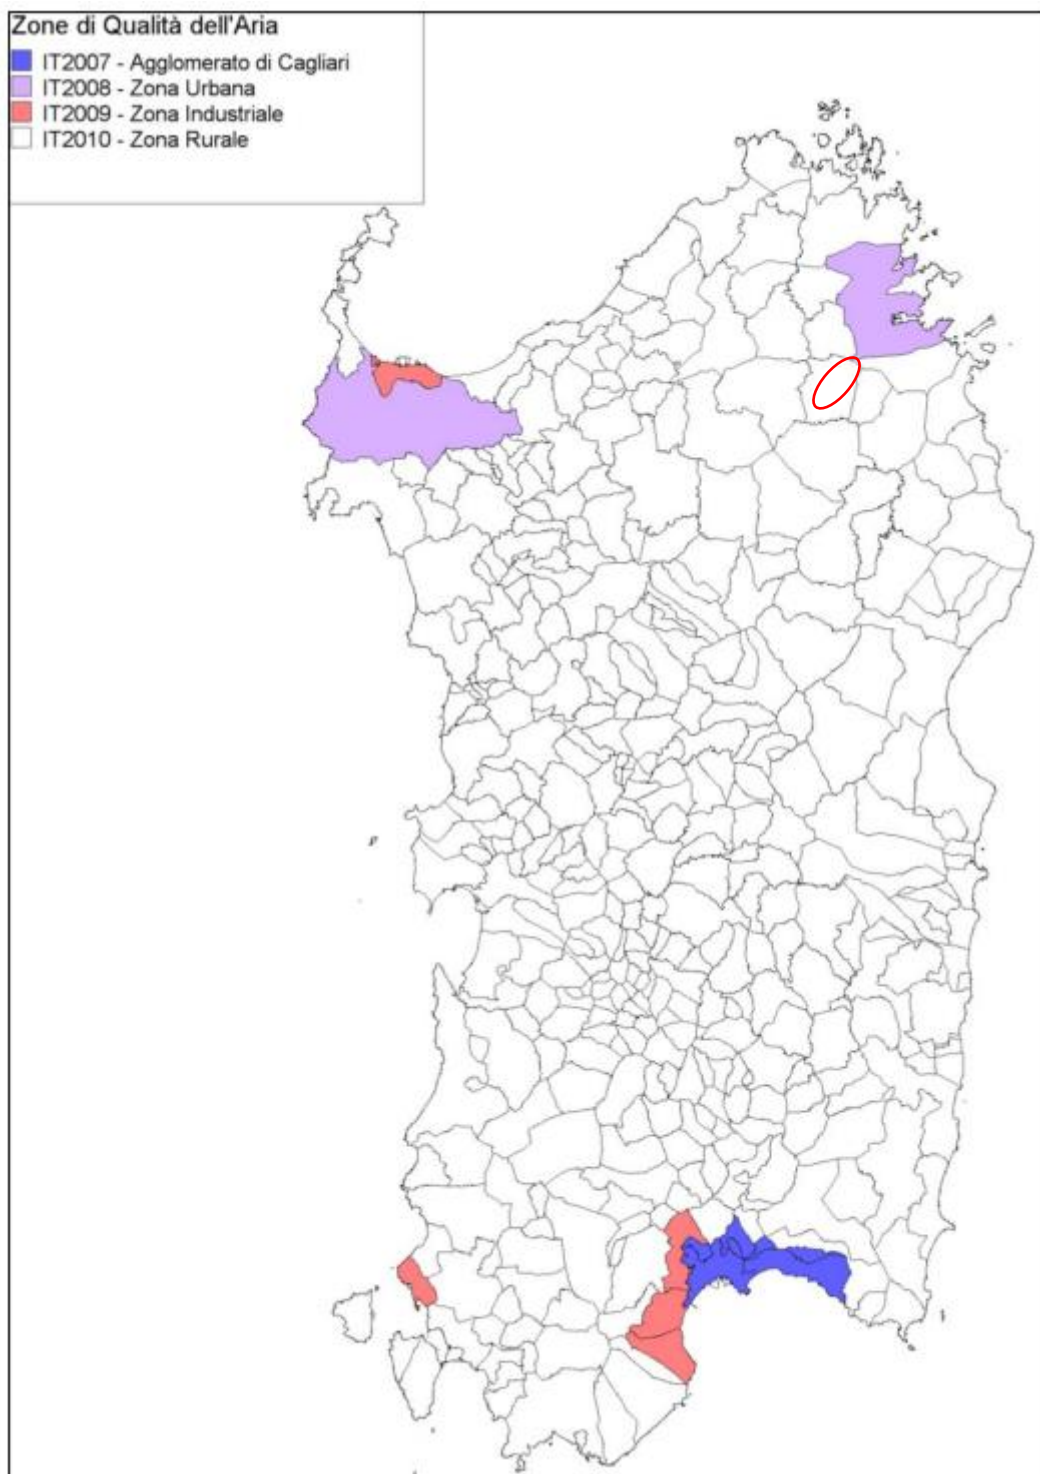 Zone di Qualità dell'Aria
IT2007 - Agglomerato di Cagliari
IT2008 - Zona Urbana
IT2009 - Zona Industriale
IT2010 - Zona Rurale